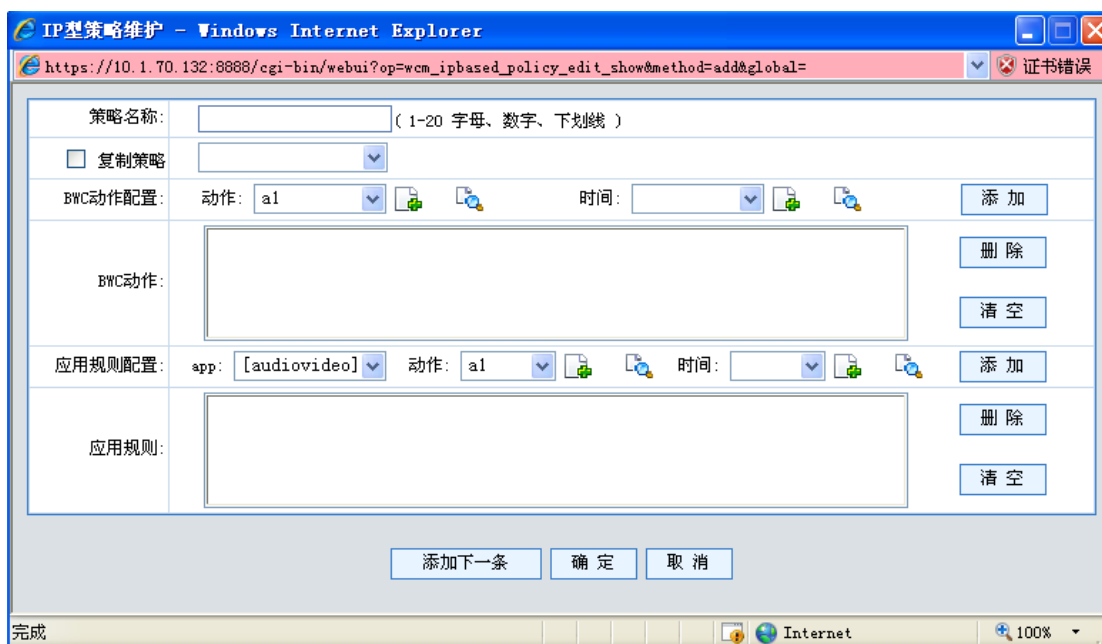 IP型策略维护 - Windows Internet Explorer
https://10.1.70.132:8888/cgi-bin/webui?op=wcm_ipbased_policy_edit_show&method=add&global= 证书错误
策略名称: ( 1-20 字母、数字、下划线 )
复制策略
BWC动作配置: 动作: a1 时间: 添 加
删 除
BWC动作:
清 空
应用规则配置: app: [audiovideo] 动作: a1 时间: 添 加
删 除
应用规则:
清 空
添加下一条 确 定 取 消
完成 Internet 100%